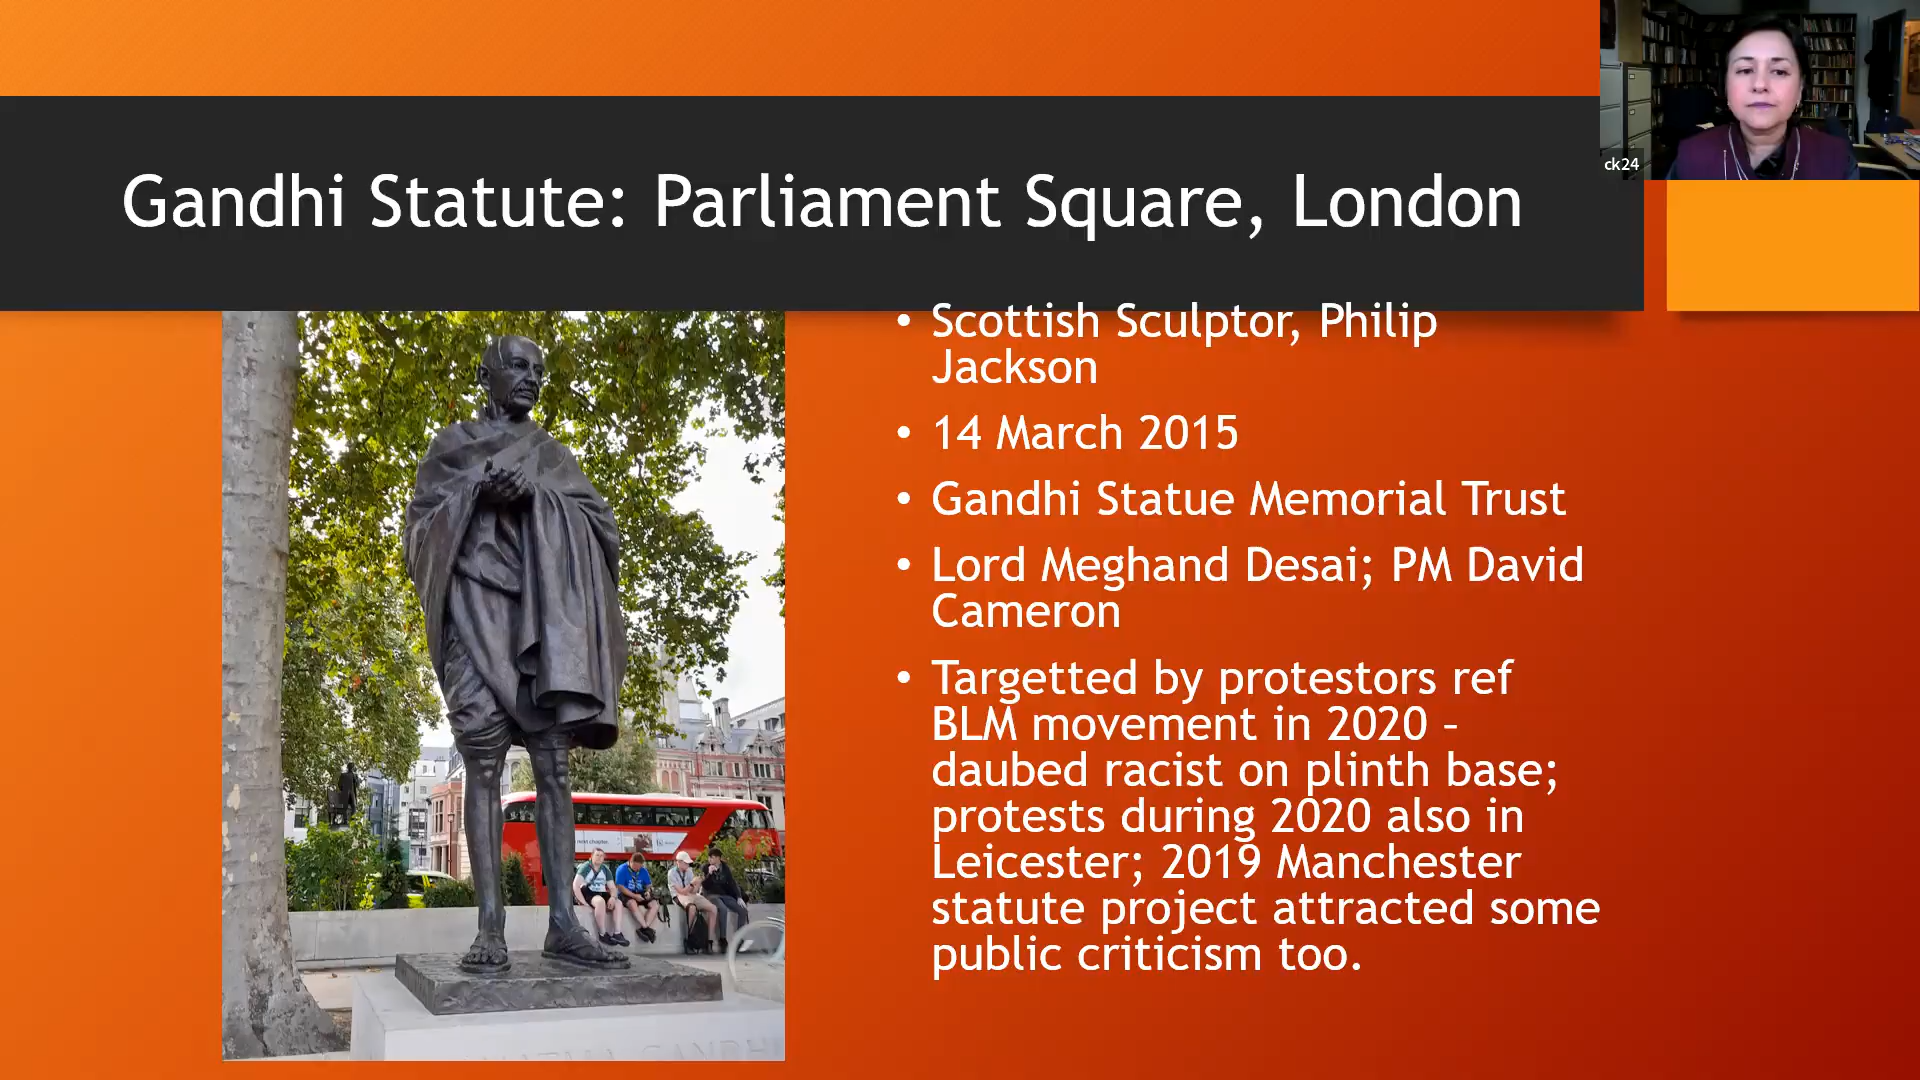 ck24
Gandhi Statute: Parliament Square, London
• Scottish Sculptor, Philip
Jackson
• 14 March 2015
• Gandhi Statue Memorial Trust
• Lord Meghand Desai; PM David
Cameron
• Targetted by protestors ref
BLM movement in 2020 –
daubed racist on plinth base;
protests during 2020 also in
Leicester; 2019 Manchester
statute project attracted some
public criticism too.